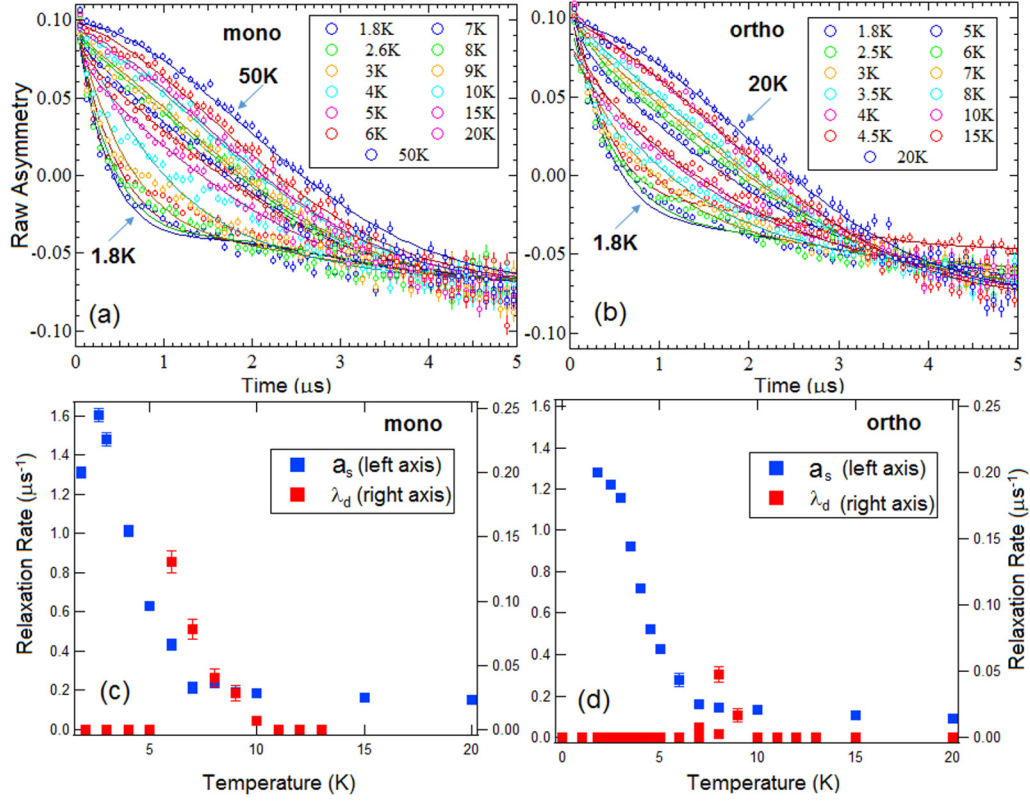 0.10
0.05
0.00
-0.05
-0.10
Raw Asymmetry
mono
50K
1.8K
1.8K 7K
2.6K 8K
3K 9K
4K 10K
5K 15K
6K 20K
50K
(a)
0 1 2 3 4 5
Time (μs)
0.10
0.05
0.00
-0.05
-0.10
ortho
20K
1.8K
1.8K 5K
2.5K 6K
3K 7K
3.5K 8K
4K 10K
4.5K 15K
20K
(b)
0 1 2 3 4 5
Time (μs)
1.6
1.4
1.2
1.0
0.8
0.6
0.4
0.2
0.0
Relaxation Rate (μs⁻¹)
mono
aₛ (left axis)
λ_d (right axis)
(c)
0.25
0.20
0.15
0.10
0.05
0.00
5 10 15 20
Temperature (K)
1.6
1.4
1.2
1.0
0.8
0.6
0.4
0.2
0.0
ortho
aₛ (left axis)
λ_d (right axis)
(d)
0.25
0.20
0.15
0.10
0.05
0.00
Relaxation Rate (μs⁻¹)
0 5 10 15 20
Temperature (K)